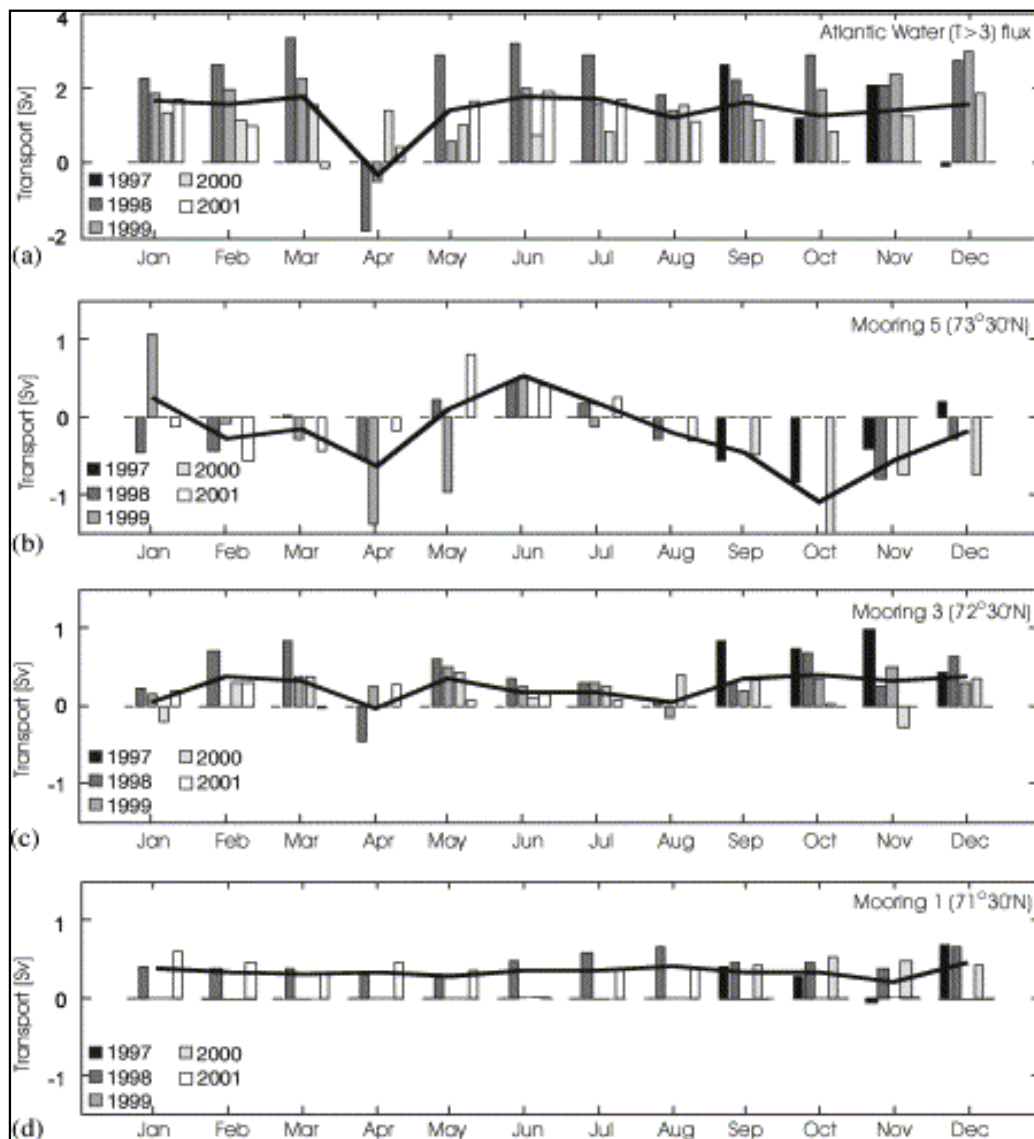 4
Atlantic Water (T>3) flux
2
0
-2
Transport [Sv]
1997 2000
1998 2001
1999
(a)
Jan Feb Mar Apr May Jun Jul Aug Sep Oct Nov Dec
Mooring 5 (73°30'N)
1
0
-1
Transport [Sv]
1997 2000
1998 2001
1999
(b)
Jan Feb Mar Apr May Jun Jul Aug Sep Oct Nov Dec
Mooring 3 (72°30'N)
1
0
-1
Transport [Sv]
1997 2000
1998 2001
1999
(c)
Jan Feb Mar Apr May Jun Jul Aug Sep Oct Nov Dec
Mooring 1 (71°30'N)
1
0
-1
Transport [Sv]
1997 2000
1998 2001
1999
(d)
Jan Feb Mar Apr May Jun Jul Aug Sep Oct Nov Dec